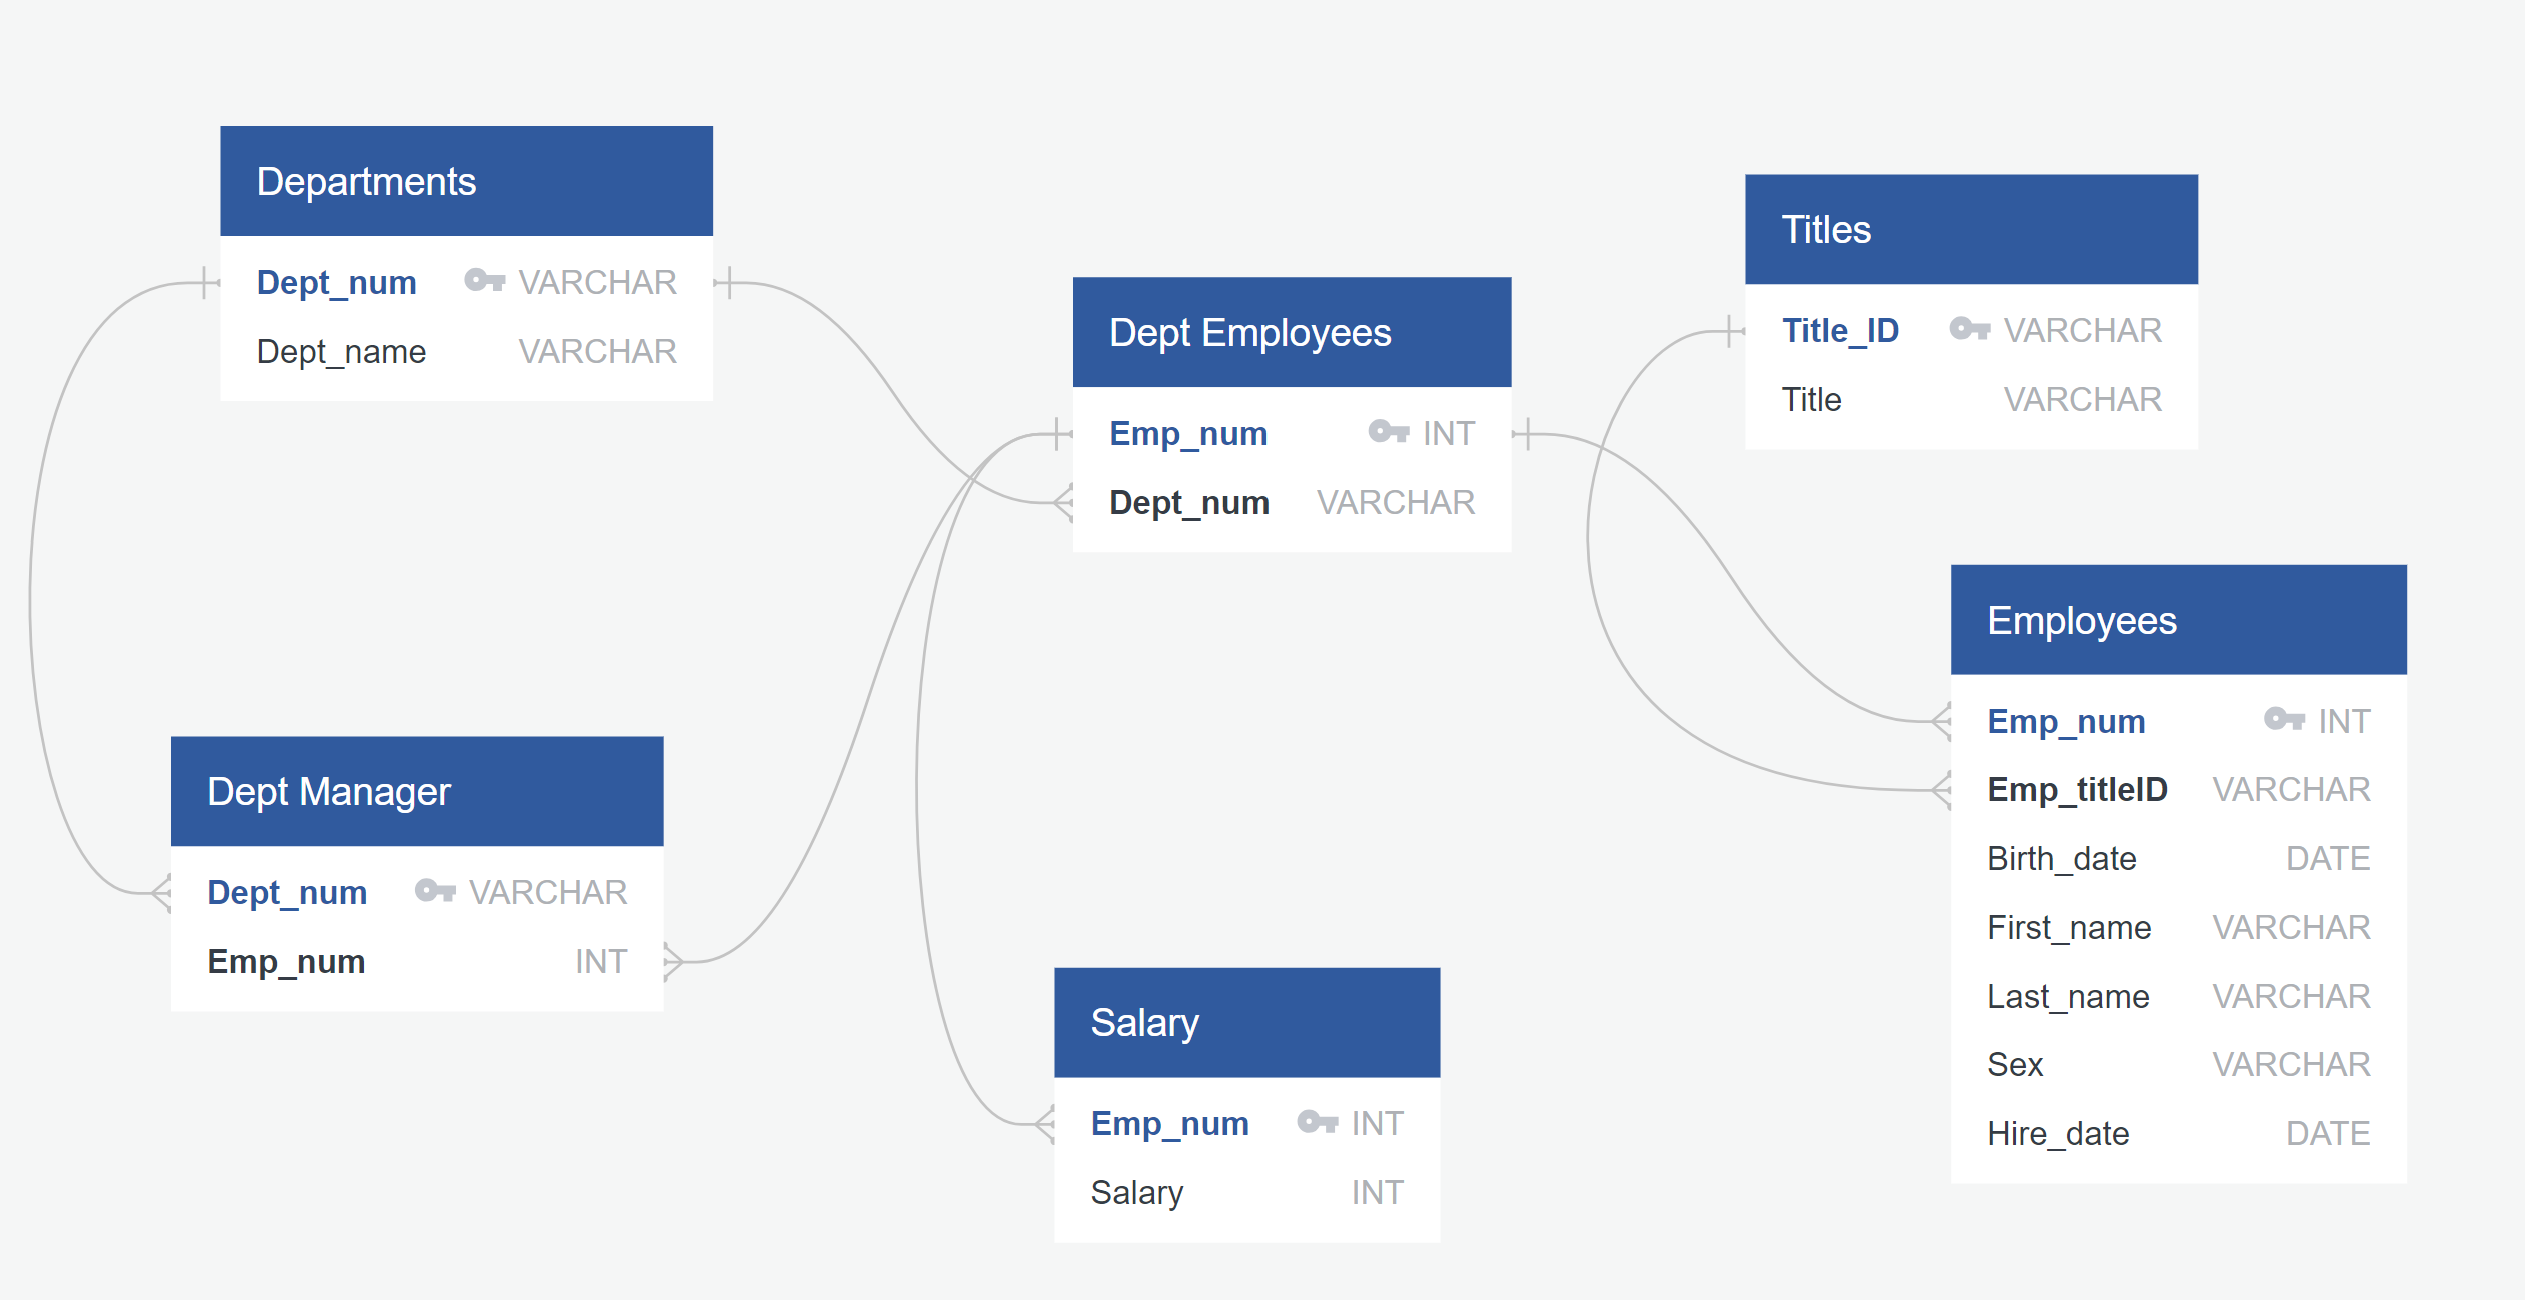 Departments
Dept_num VARCHAR
Dept_name VARCHAR
Dept Employees
Emp_num INT
Dept_num VARCHAR
Titles
Title_ID VARCHAR
Title VARCHAR
Employees
Emp_num INT
Emp_titleID VARCHAR
Birth_date DATE
First_name VARCHAR
Last_name VARCHAR
Sex VARCHAR
Hire_date DATE
Dept Manager
Dept_num VARCHAR
Emp_num INT
Salary
Emp_num INT
Salary INT